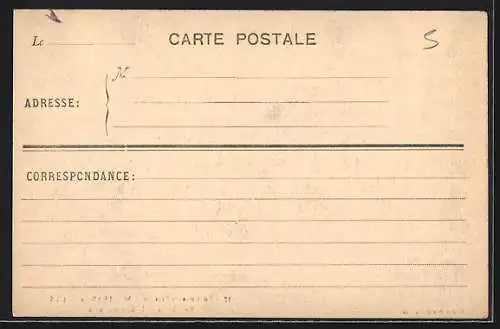 Le
CARTE POSTALE
S
M
ADRESSE:
CORRESPONDANCE: